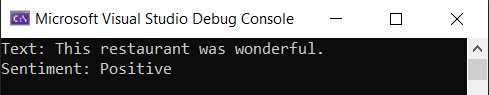 C:\
Microsoft Visual Studio Debug Console
Text: This restaurant was wonderful.
Sentiment: Positive